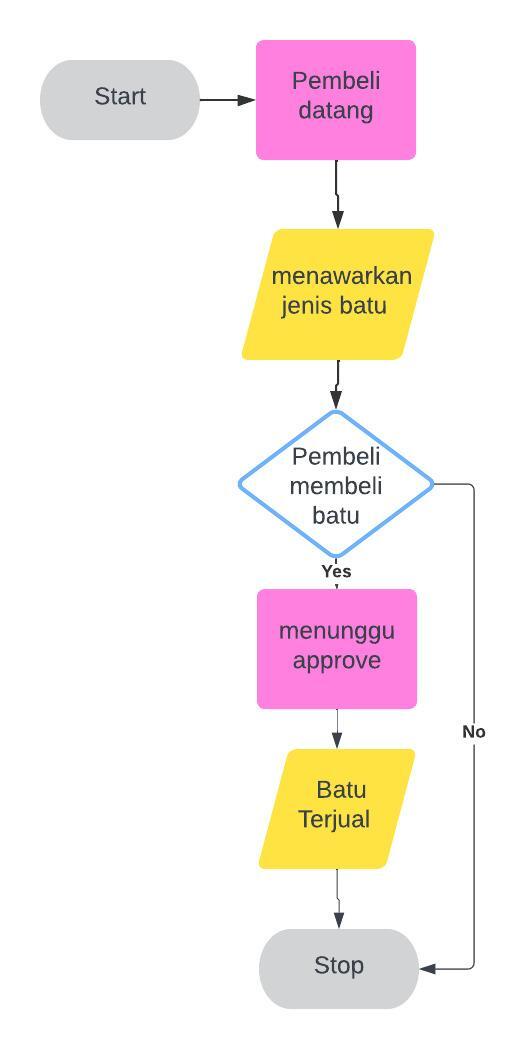 Start
Pembeli
datang
menawarkan
jenis batu
Pembeli
membeli
batu
Yes
menunggu
approve
No
Batu
Terjual
Stop